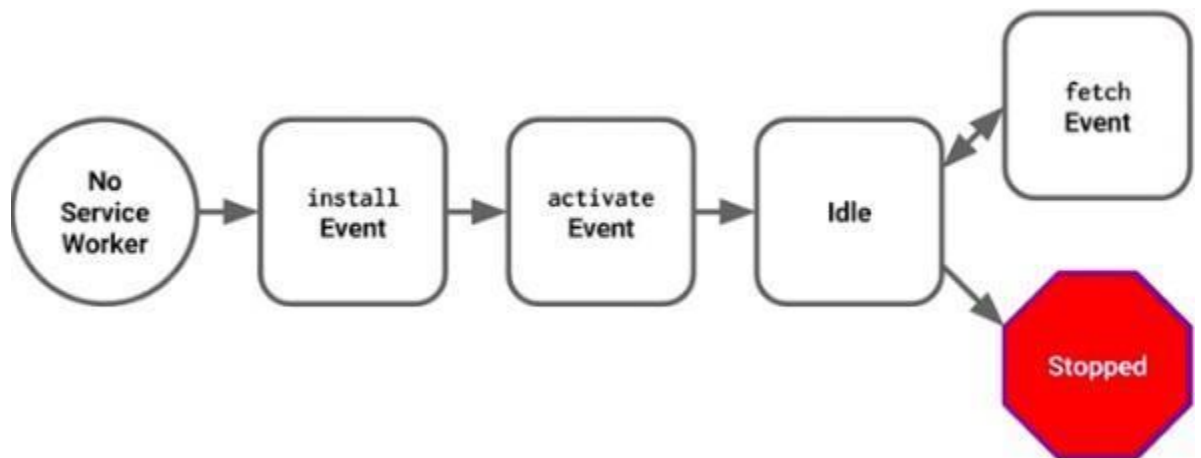 No
Service
Worker
install
Event
activate
Event
Idle
fetch
Event
Stopped